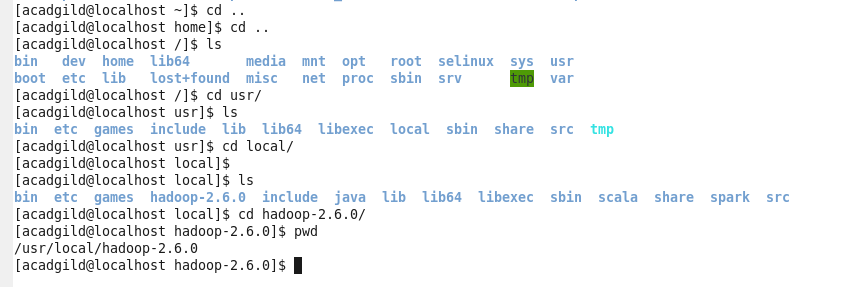 [acadgild@localhost ~]$ cd ..
[acadgild@localhost home]$ cd ..
[acadgild@localhost /]$ ls
bin   dev  home  lib64       media  mnt  opt   root  selinux  sys  usr
boot  etc  lib   lost+found  misc   net  proc  sbin  srv      tmp  var
[acadgild@localhost /]$ cd usr/
[acadgild@localhost usr]$ ls
bin  etc  games  include  lib  lib64  libexec  local  sbin  share  src  tmp
[acadgild@localhost usr]$ cd local/
[acadgild@localhost local]$
[acadgild@localhost local]$ ls
bin  etc  games  hadoop-2.6.0  include  java  lib  lib64  libexec  sbin  scala  share  spark  src
[acadgild@localhost local]$ cd hadoop-2.6.0/
[acadgild@localhost hadoop-2.6.0]$ pwd
/usr/local/hadoop-2.6.0
[acadgild@localhost hadoop-2.6.0]$